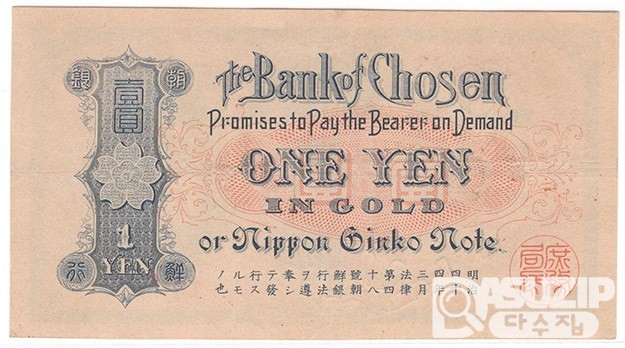 朝鮮銀行
壹圓
1
YEN
the Bank of Chosen
Promises to Pay the Bearer on Demand
ONE YEN
IN GOLD
or Nippon Ginko Note.
明治四十四年三月法律第四十八號朝鮮銀行法ヲ遵奉シテ發行スルモノ也
ASUZIP
다수집